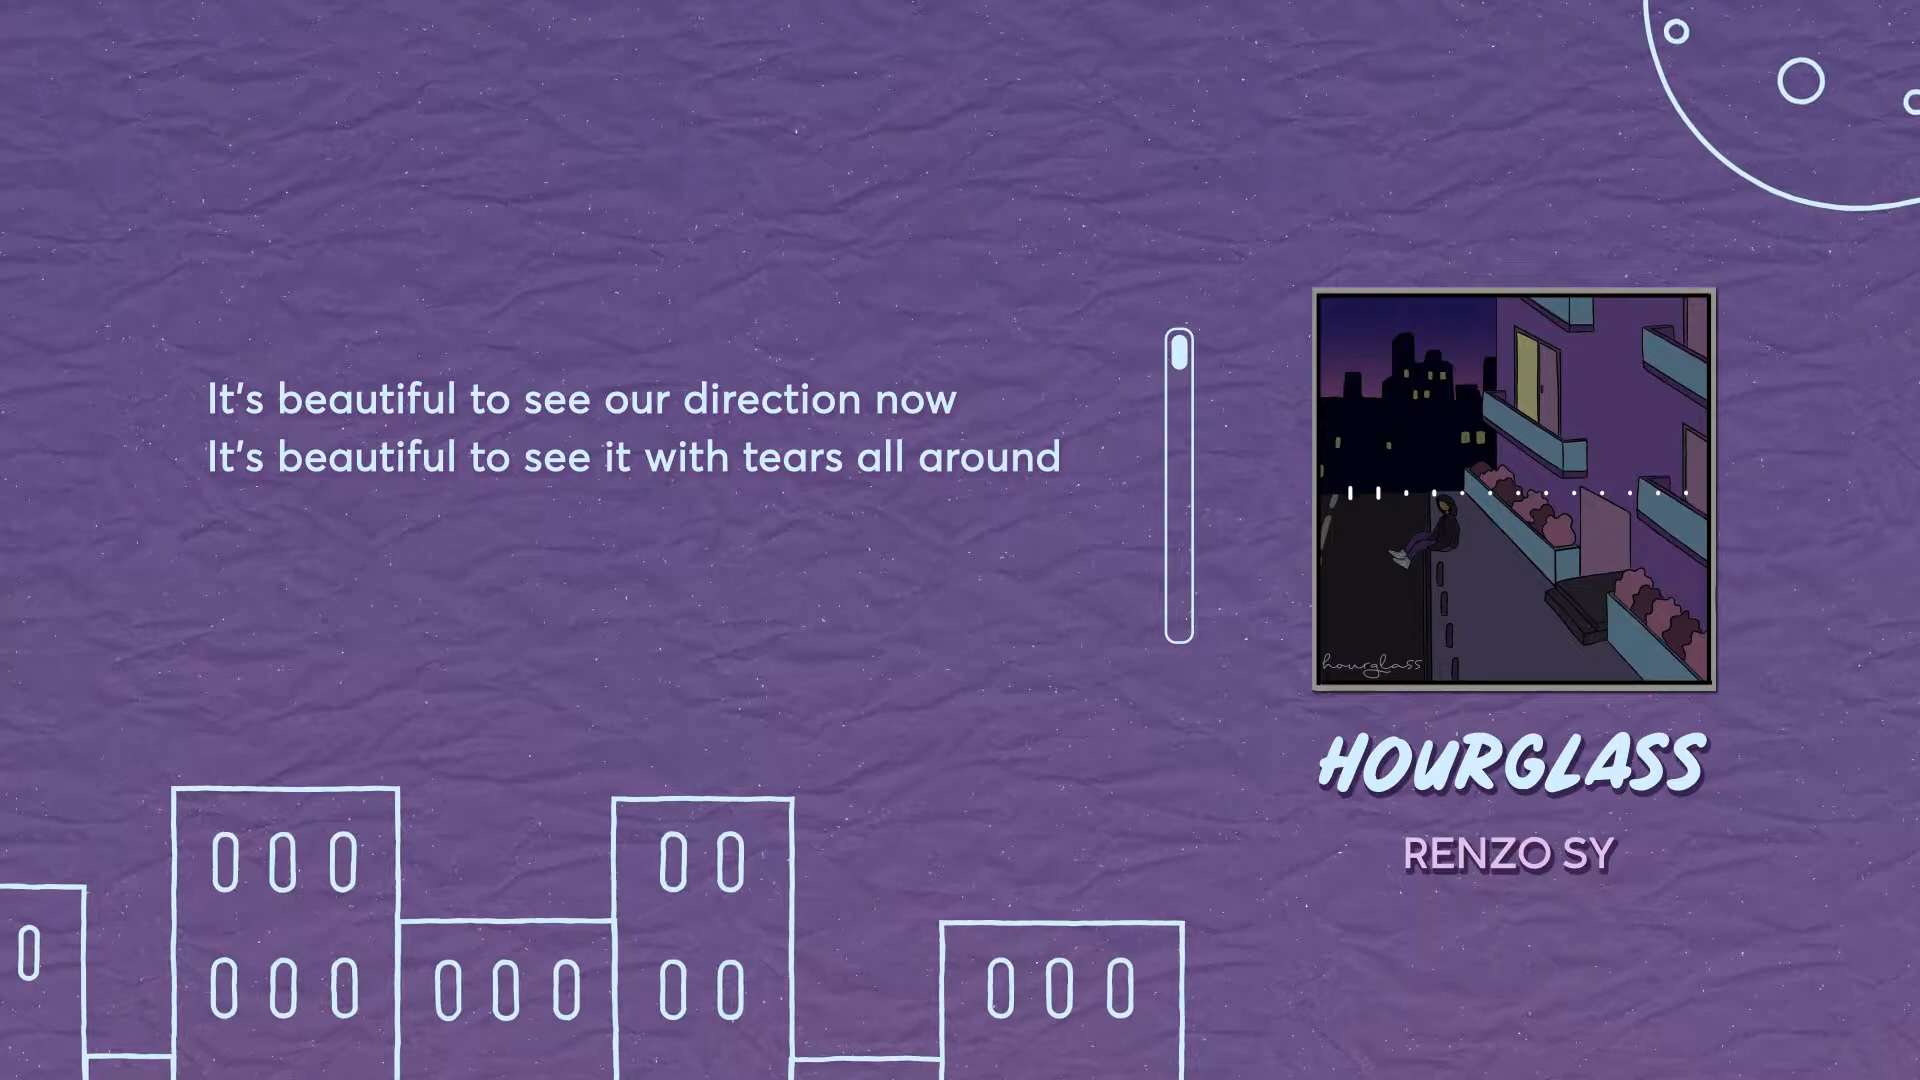 It's beautiful to see our direction now
It's beautiful to see it with tears all around
hourglass
HOURGLASS
RENZO SY